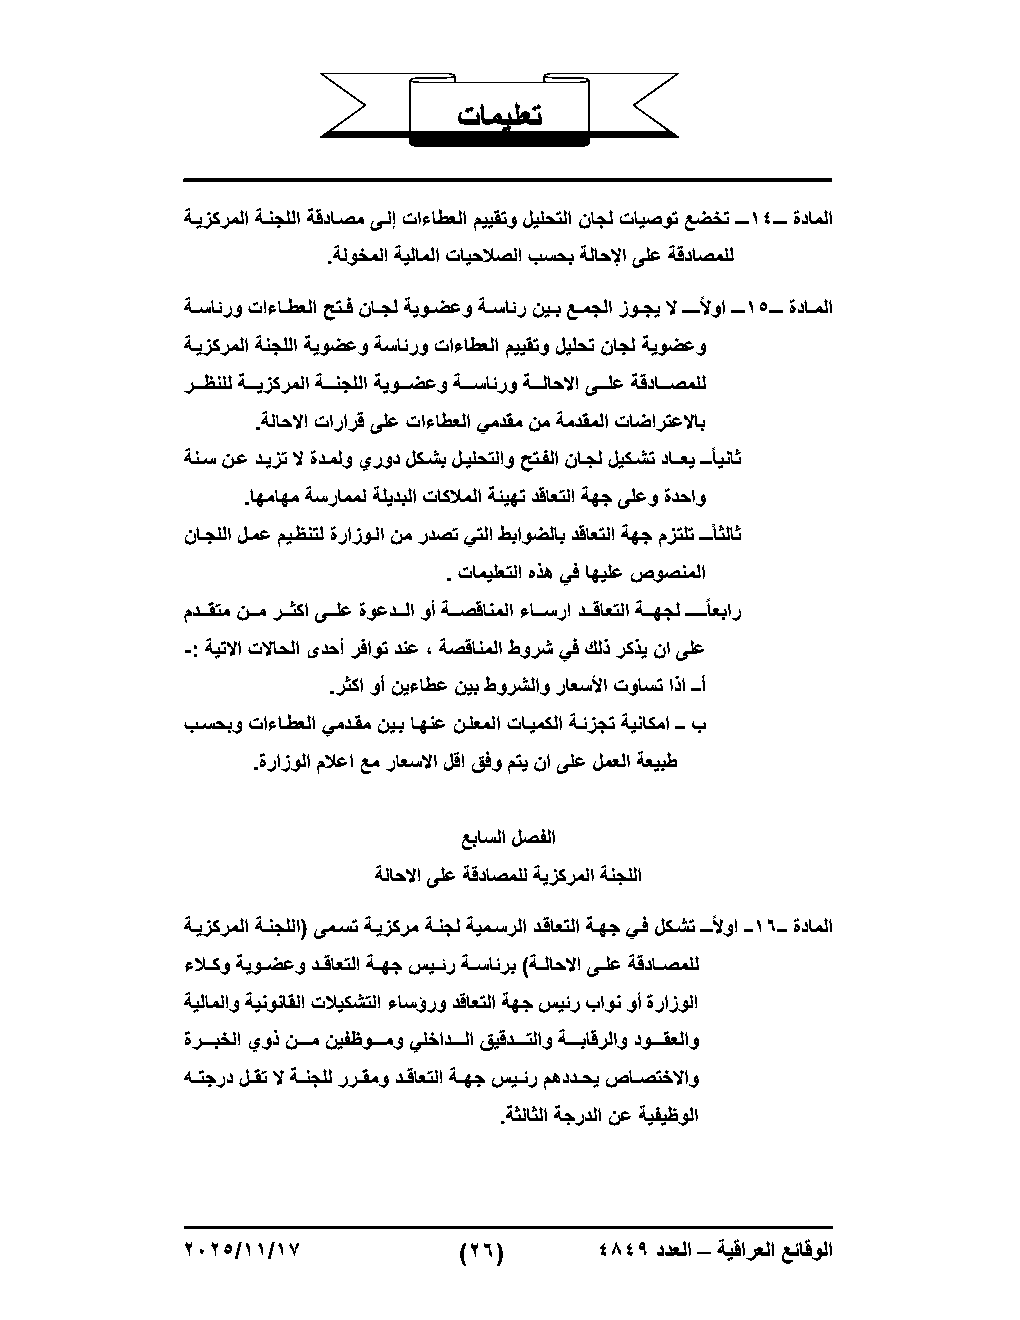 تعليمات
المادة ــ١٤ــ تخضع توصيات لجان التحليل وتقييم العطاءات إلى مصادقة اللجنة المركزية
للمصادقة على الإحالة بحسب الصلاحيات المالية المخولة.
المادة ــ١٥ــ اولاًــ لا يجوز الجمع بين رئاسة وعضوية لجان فتح العطاءات ورئاسة
وعضوية لجان تحليل وتقييم العطاءات ورئاسة وعضوية اللجنة المركزية
للمصادقة على الاحالة ورئاسة وعضوية اللجنة المركزية للنظر
بالاعتراضات المقدمة من مقدمي العطاءات على قرارات الاحالة.
ثانياًــ يعاد تشكيل لجان الفتح والتحليل بشكل دوري ولمدة لا تزيد عن سنة
واحدة وعلى جهة التعاقد تهيئة الملاكات البديلة لممارسة مهامها.
ثالثاًــ تلتزم جهة التعاقد بالضوابط التي تصدر من الوزارة لتنظيم عمل اللجان
المنصوص عليها في هذه التعليمات .
رابعاًــ لجهة التعاقد ارساء المناقصة أو الدعوة على اكثر من متقدم
على ان يذكر ذلك في شروط المناقصة ، عند توافر أحدى الحالات الاتية :-
أــ اذا تساوت الأسعار والشروط بين عطاءين أو اكثر.
ب ــ امكانية تجزئة الكميات المعلن عنها بين مقدمي العطاءات وبحسب
طبيعة العمل على ان يتم وفق اقل الاسعار مع اعلام الوزارة.
الفصل السابع
اللجنة المركزية للمصادقة على الاحالة
المادة ــ١٦ــ اولاًــ تشكل في جهة التعاقد الرسمية لجنة مركزية تسمى (اللجنة المركزية
للمصادقة على الاحالة) برئاسة رئيس جهة التعاقد وعضوية وكلاء
الوزارة أو نواب رئيس جهة التعاقد ورؤساء التشكيلات القانونية والمالية
والعقود والرقابة والتدقيق الداخلي وموظفين من ذوي الخبرة
والاختصاص يحددهم رئيس جهة التعاقد ومقرر للجنة لا تقل درجته
الوظيفية عن الدرجة الثالثة.
الوقائع العراقية – العدد ٤٨٤٩ (٢٦) ٢٠٢٥/١١/١٧